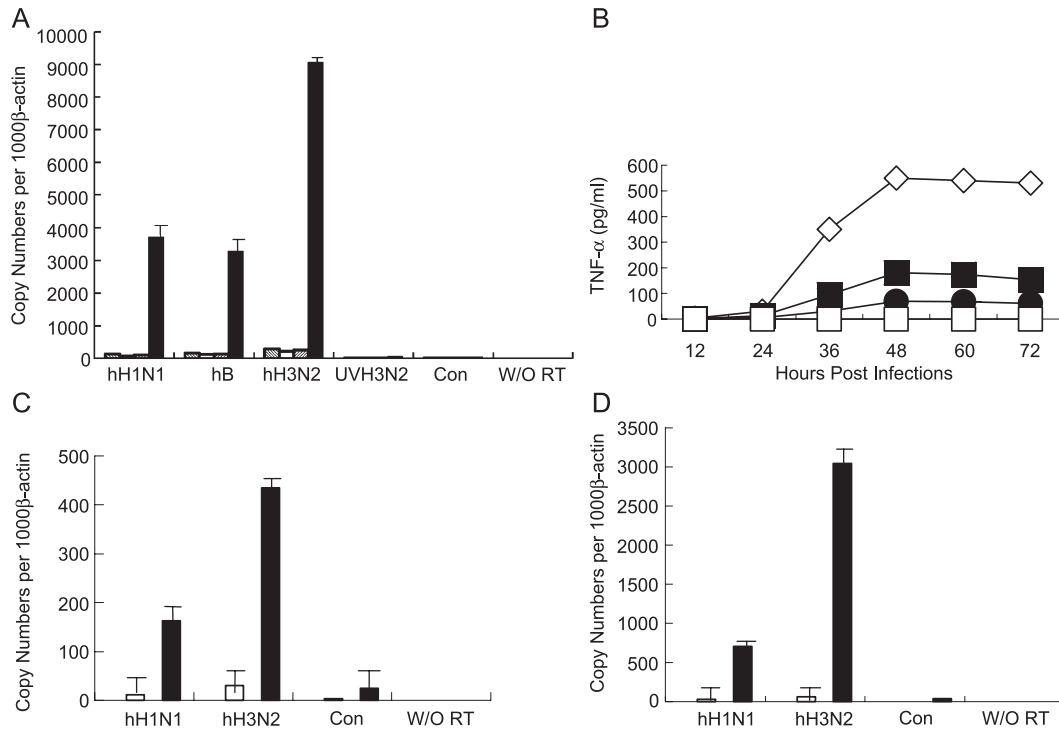 A
Copy Numbers per 1000β-actin
10000
9000
8000
7000
6000
5000
4000
3000
2000
1000
0
hH1N1 hB hH3N2 UVH3N2 Con W/O RT
B
TNF-α (pg/ml)
600
500
400
300
200
100
0
12 24 36 48 60 72
Hours Post Infections
C
Copy Numbers per 1000β-actin
500
400
300
200
100
0
hH1N1 hH3N2 Con W/O RT
D
Copy Numbers per 1000β-actin
3500
3000
2500
2000
1500
1000
500
0
hH1N1 hH3N2 Con W/O RT